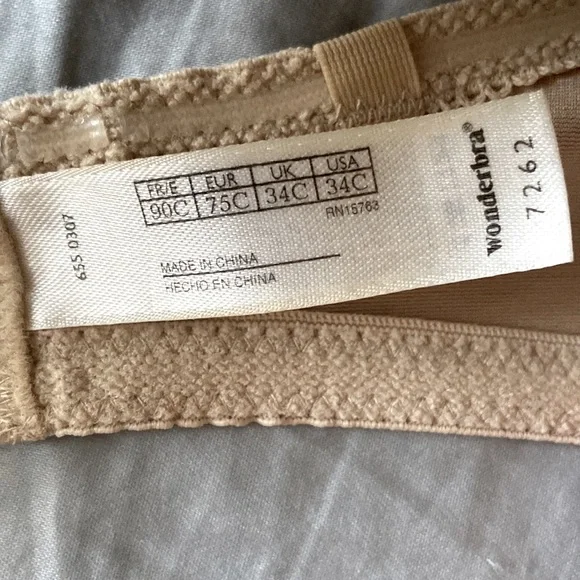 FR/E EUR UK USA
90C 75C 34C 34C
RN15763
MADE IN CHINA
HECHO EN CHINA
655 0307
wonderbra®
7262